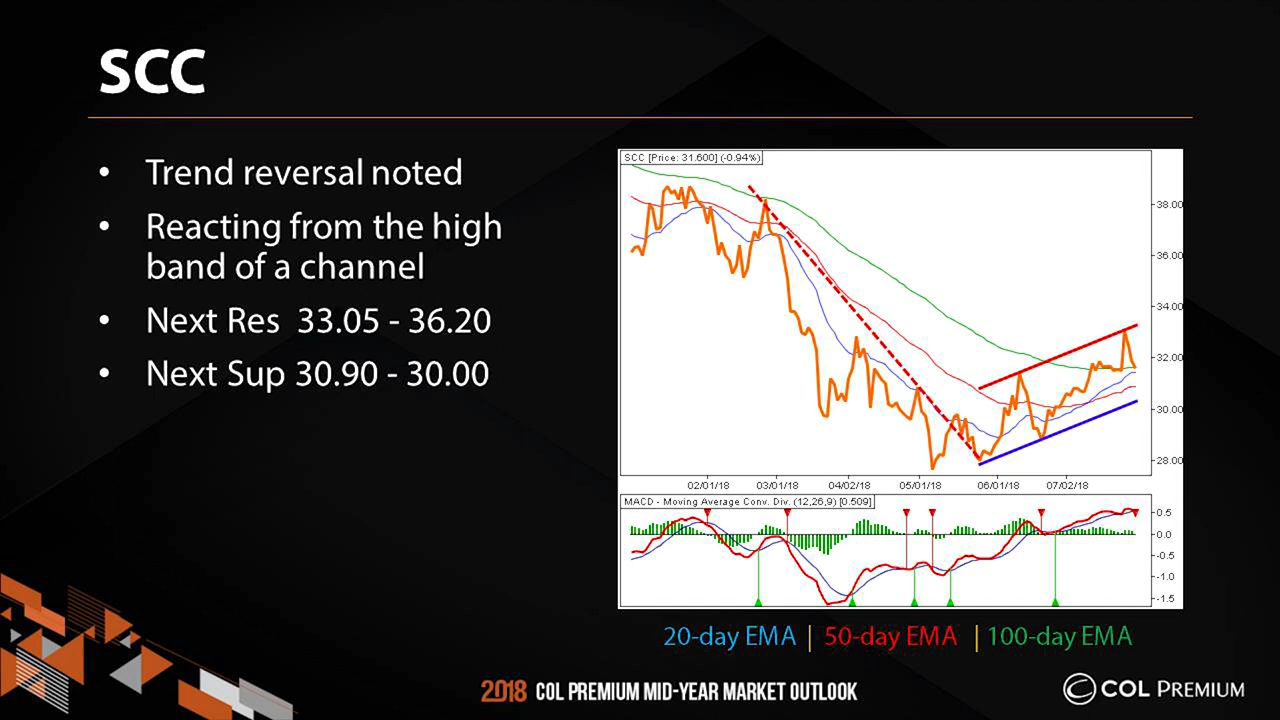 SCC
• Trend reversal noted
• Reacting from the high
band of a channel
• Next Res 33.05 - 36.20
• Next Sup 30.90 - 30.00
SCC [Price: 31.600] (-0.94%)
38.00
36.00
34.00
32.00
30.00
28.00
02/01/18 03/01/18 04/02/18 05/01/18 06/01/18 07/02/18
MACD - Moving Average Conv. Div. (12,26,9) [0.509]
0.5
0.0
-0.5
-1.0
-1.5
20-day EMA | 50-day EMA | 100-day EMA
2018 COL PREMIUM MID-YEAR MARKET OUTLOOK
COL PREMIUM